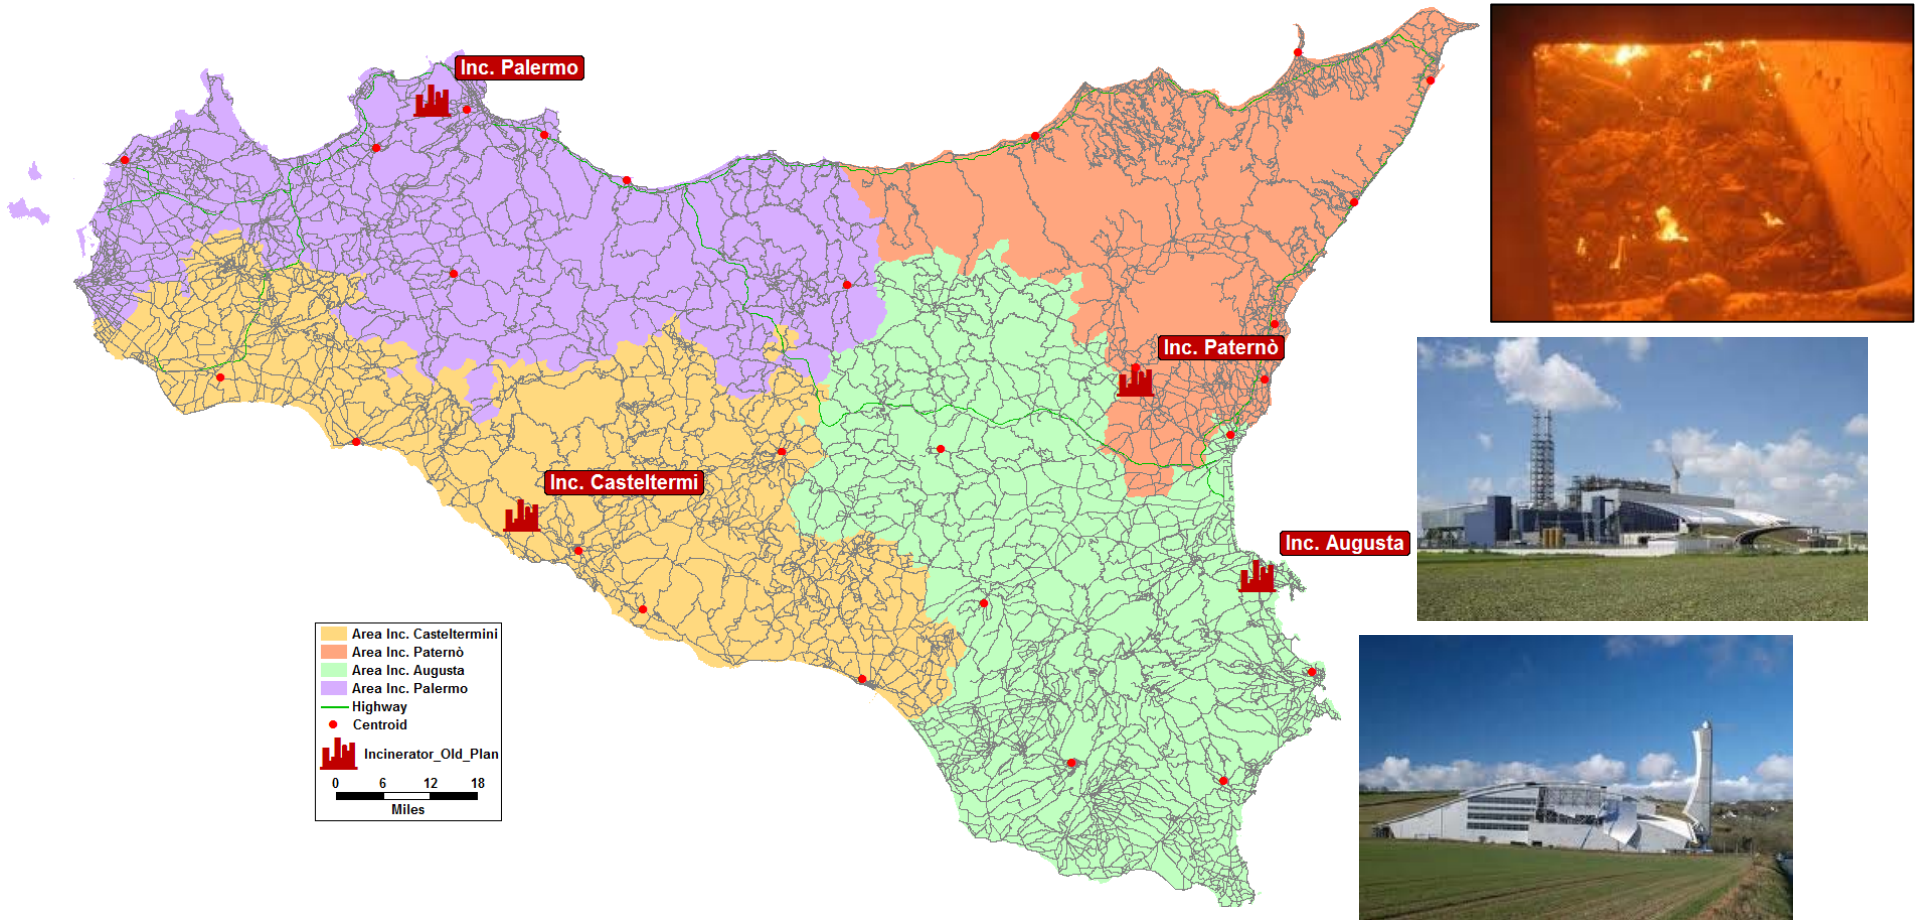 Inc. Palermo
Inc. Paternò
Inc. Casteltermi
Inc. Augusta
Area Inc. Casteltermini
Area Inc. Paternò
Area Inc. Augusta
Area Inc. Palermo
Highway
Centroid
Incinerator_Old_Plan
0 6 12 18
Miles